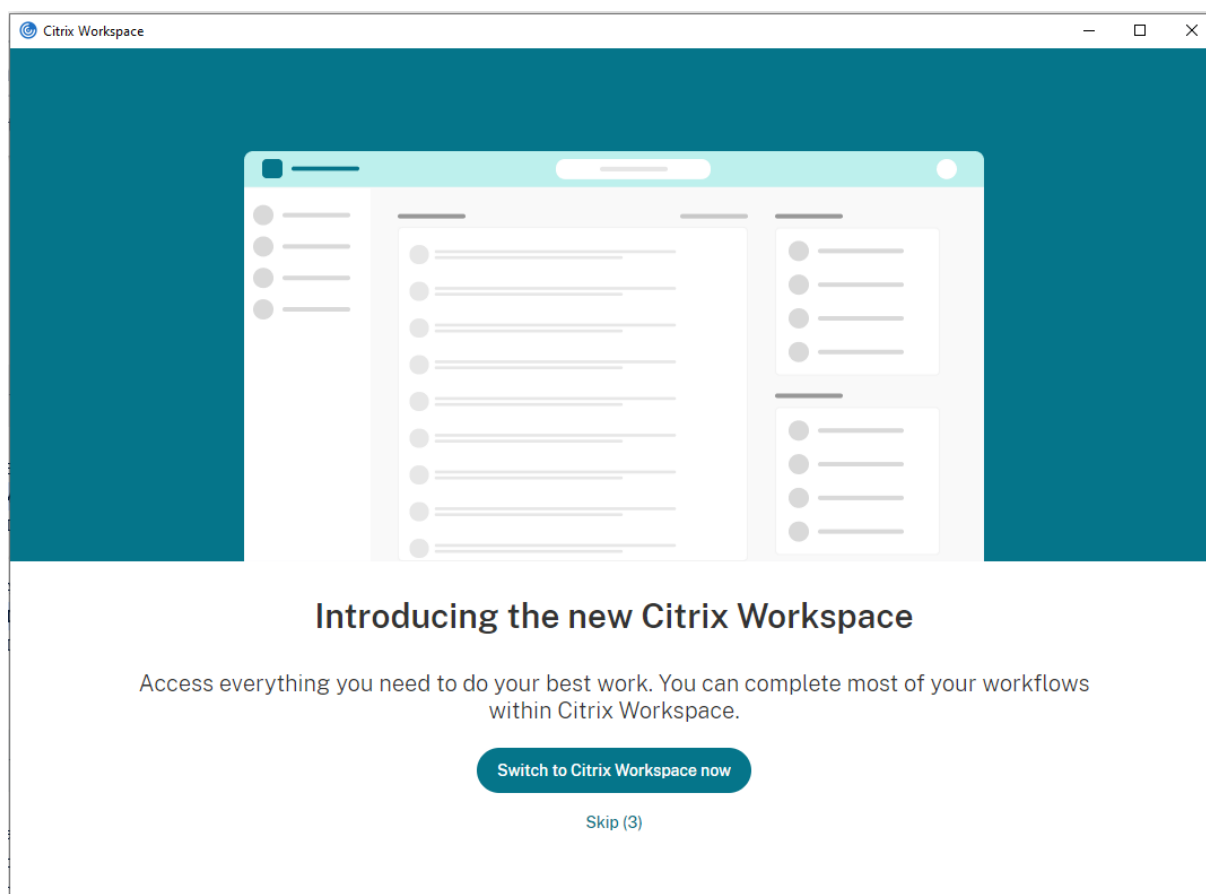 Citrix Workspace
Introducing the new Citrix Workspace
Access everything you need to do your best work. You can complete most of your workflows
within Citrix Workspace.
Switch to Citrix Workspace now
Skip (3)